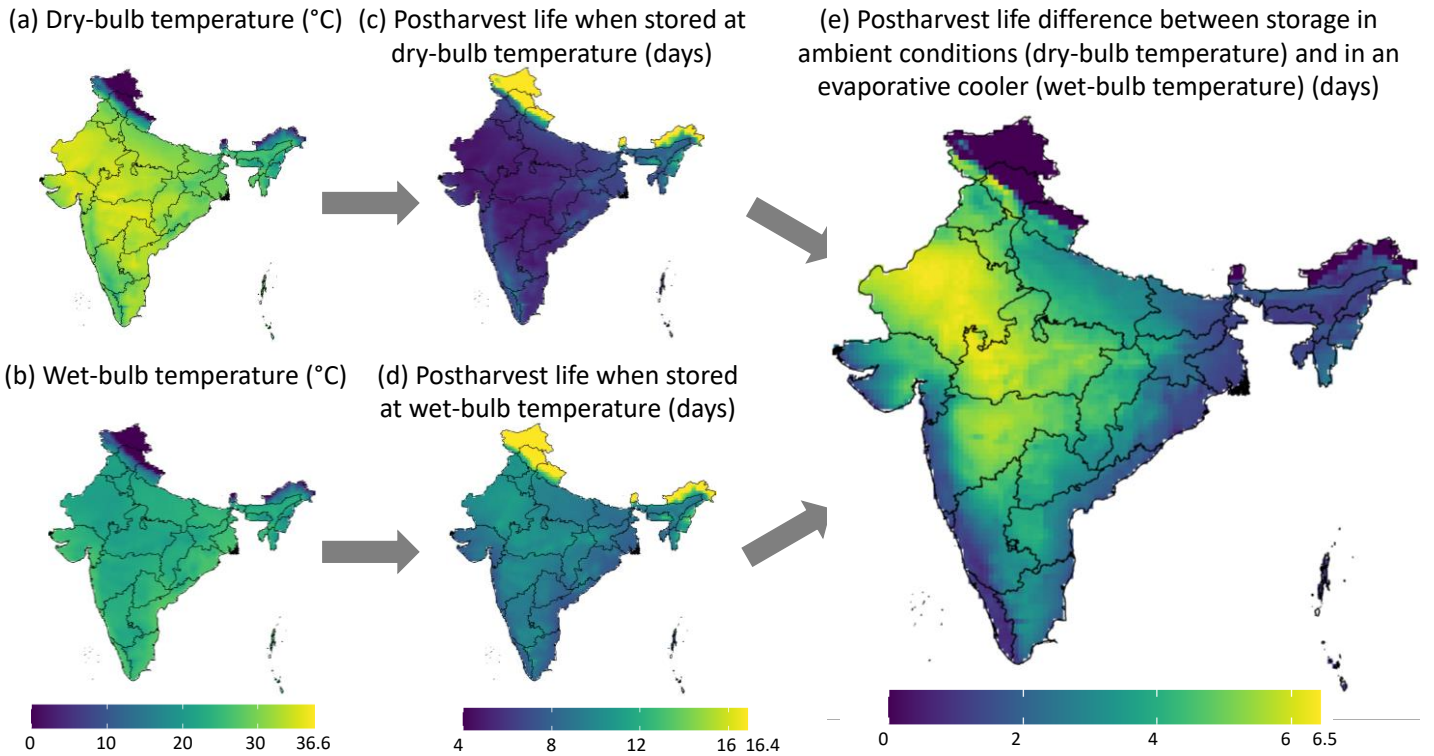 (a) Dry-bulb temperature (°C)
(c) Postharvest life when stored at
dry-bulb temperature (days)
(e) Postharvest life difference between storage in
ambient conditions (dry-bulb temperature) and in an
evaporative cooler (wet-bulb temperature) (days)
(b) Wet-bulb temperature (°C)
(d) Postharvest life when stored
at wet-bulb temperature (days)
0 10 20 30 36.6
4 8 12 16 16.4
0 2 4 6 6.5